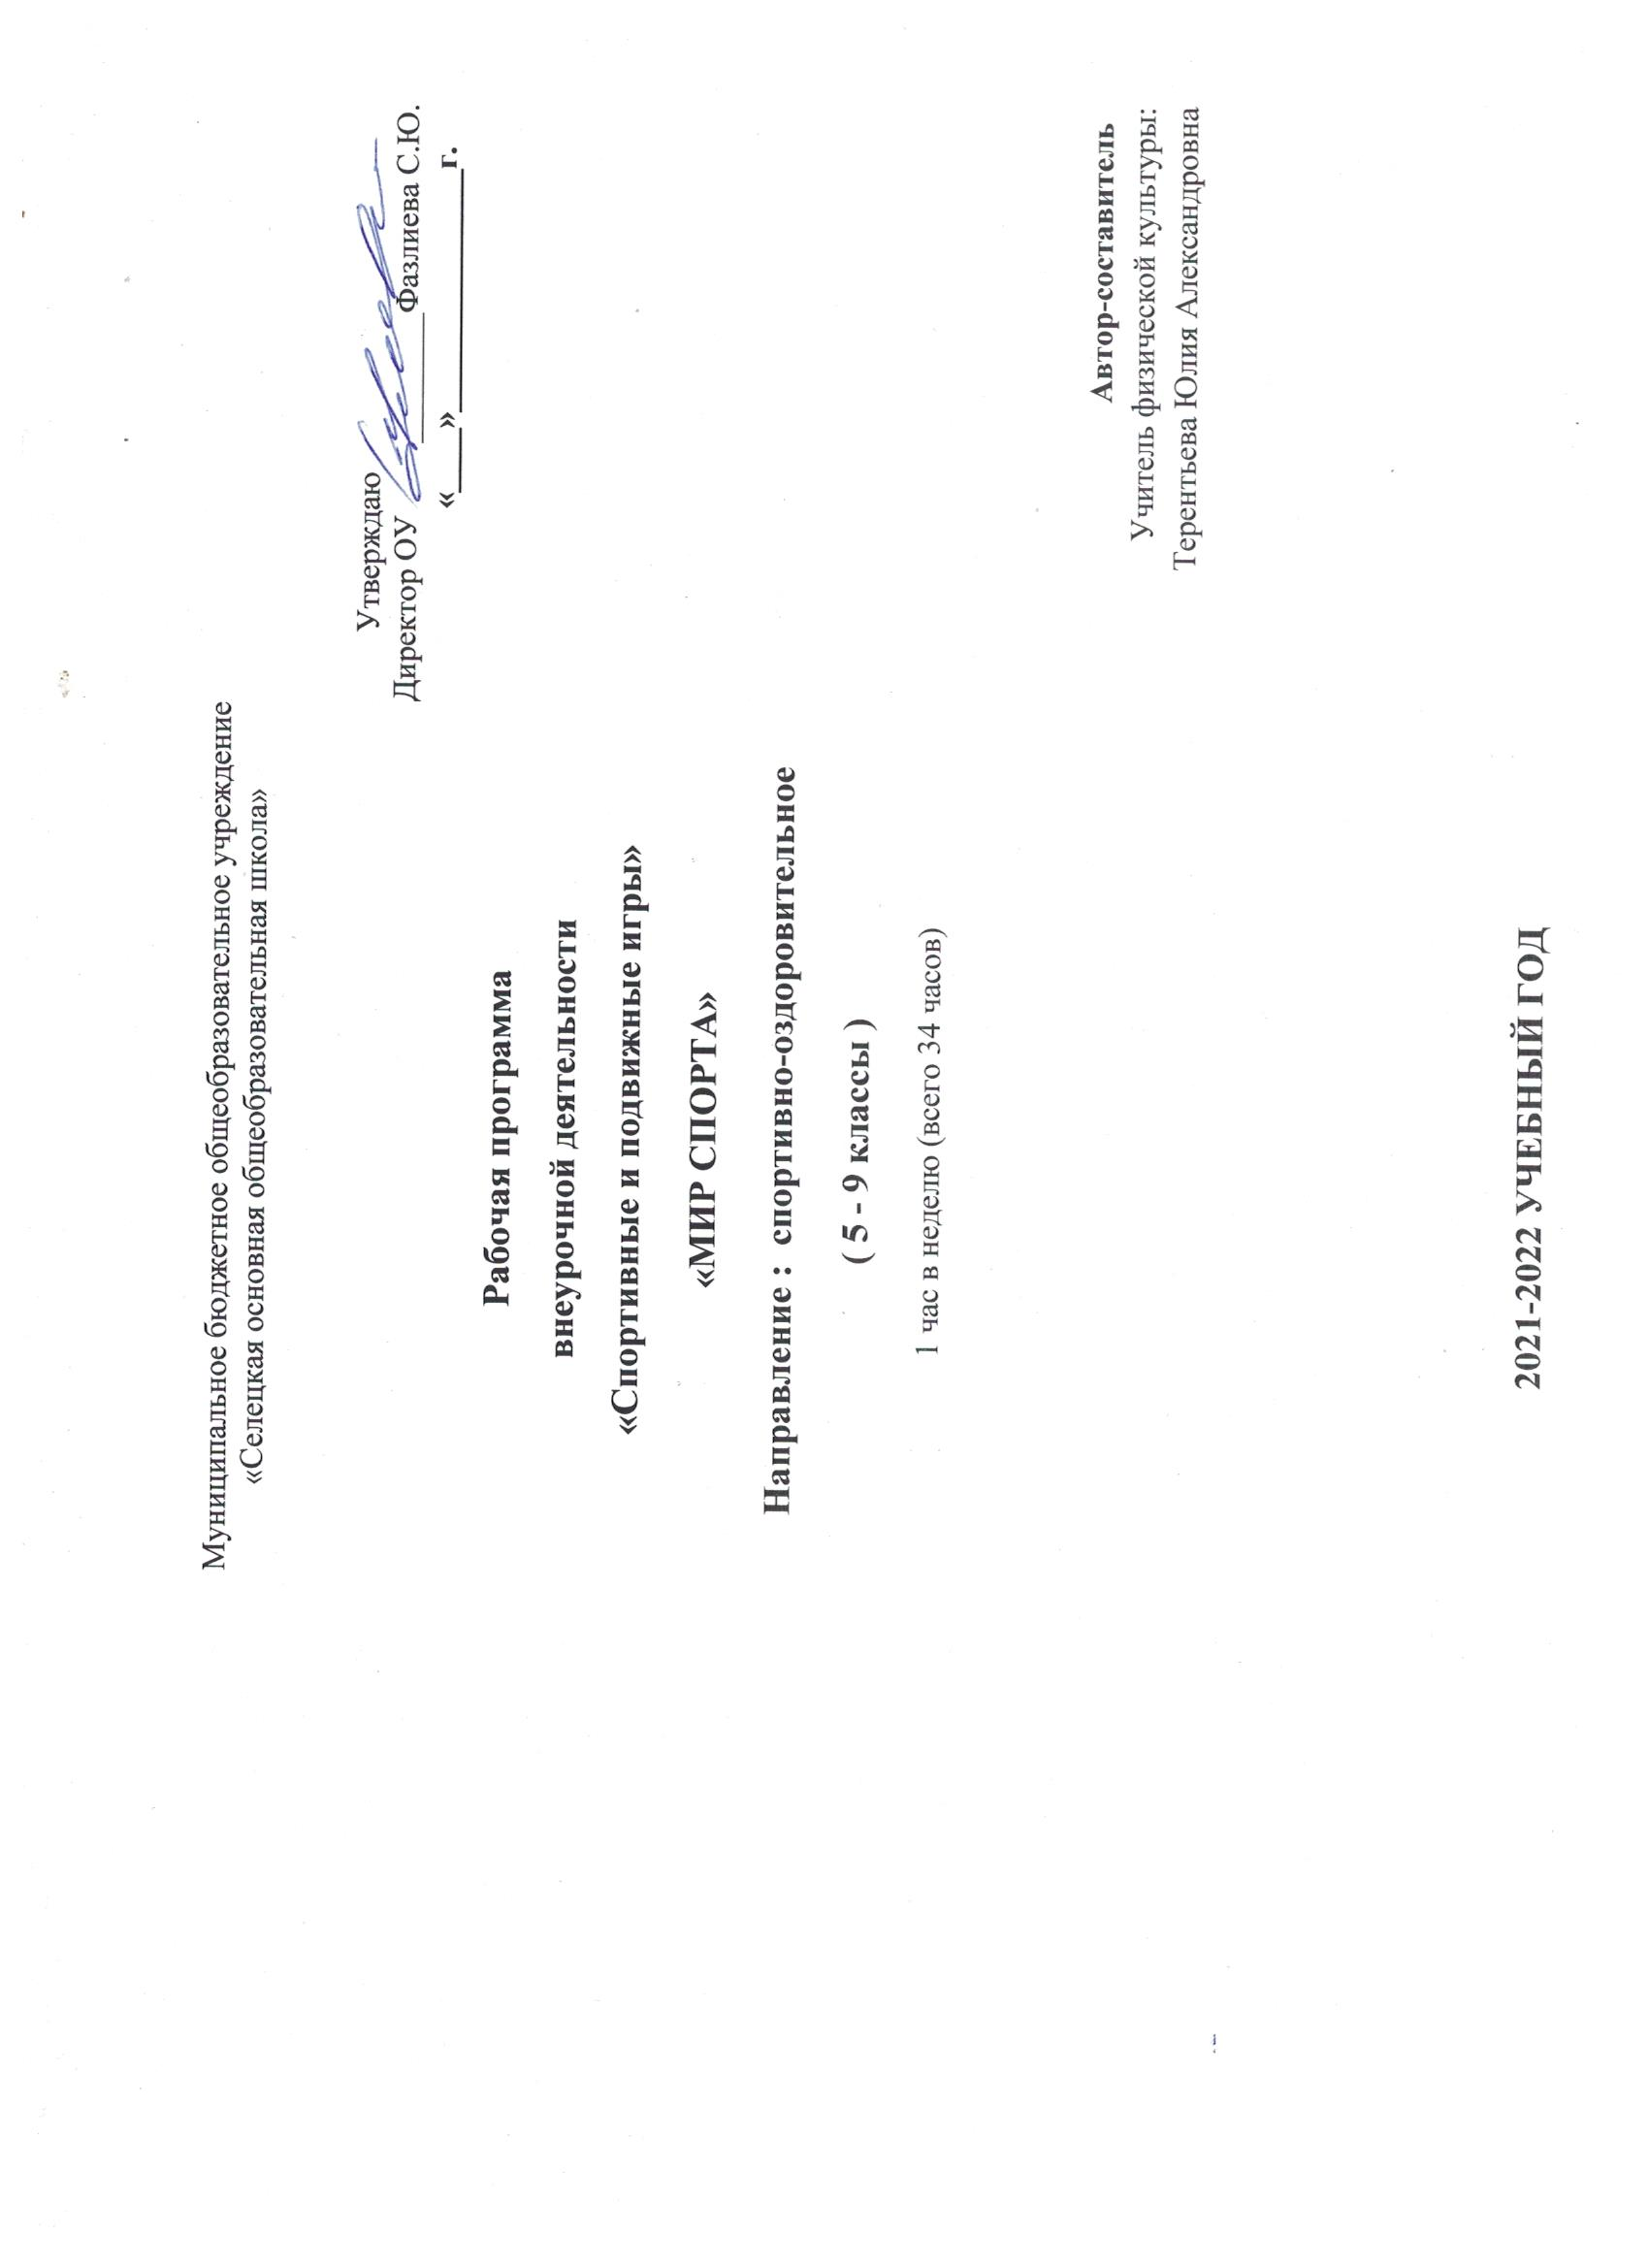 Муниципальное бюджетное общеобразовательное учреждение
«Селецкая основная общеобразовательная школа»
Утверждаю
Директор ОУ ________ Фазлиева С.Ю.
«____»_______________г.
Рабочая программа
внеурочной деятельности
«Спортивные и подвижные игры»
«МИР СПОРТА»
Направление : спортивно-оздоровительное
( 5 - 9 классы )
1 час в неделю (всего 34 часов)
Автор-составитель
Учитель физической культуры:
Терентьева Юлия Александровна
2021-2022 УЧЕБНЫЙ ГОД